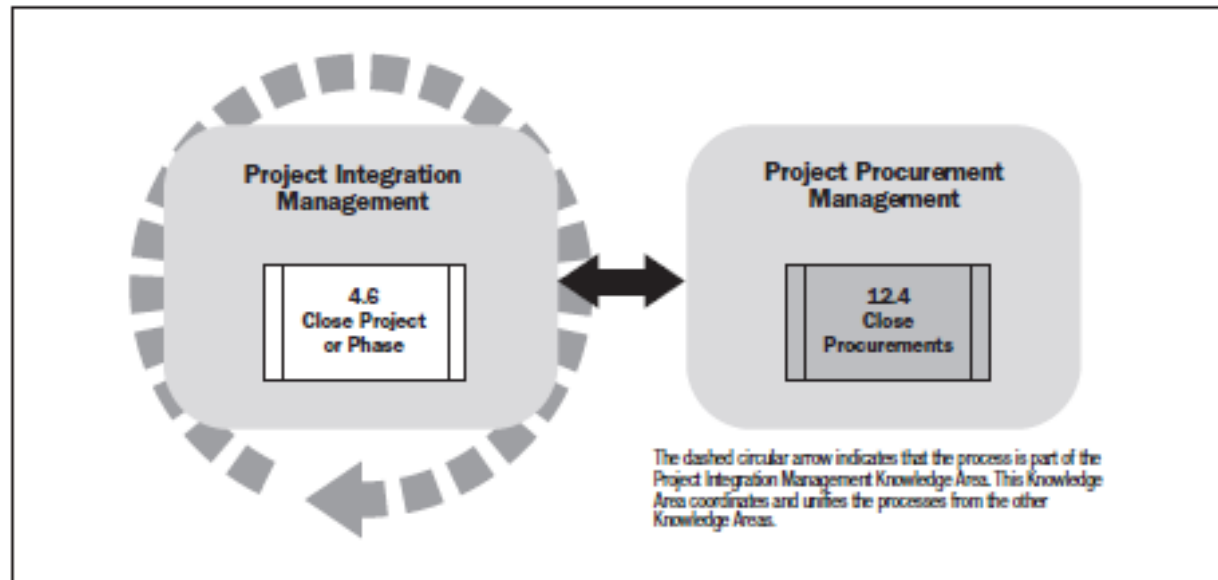 Project Integration
Management
4.6
Close Project
or Phase
Project Procurement
Management
12.4
Close
Procurements
The dashed circular arrow indicates that the process is part of the
Project Integration Management Knowledge Area. This Knowledge
Area coordinates and unifies the processes from the other
Knowledge Areas.